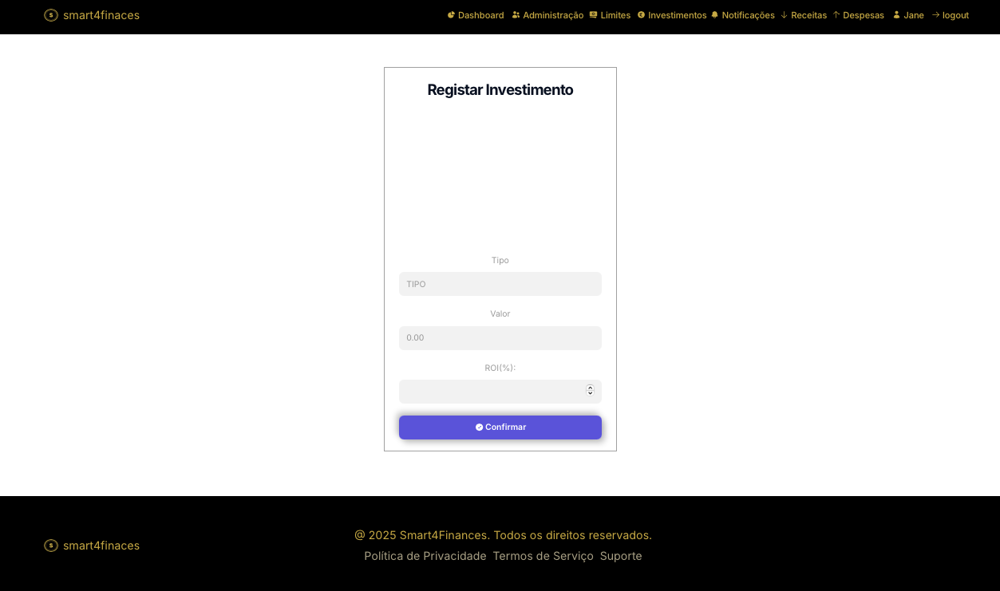 smart4finaces
Dashboard Administração Limites Investimentos Notificações Receitas Despesas Jane logout
Registar Investimento
Tipo
TIPO
Valor
0.00
ROI(%):
Confirmar
smart4finaces
@ 2025 Smart4Finances. Todos os direitos reservados.
Política de Privacidade Termos de Serviço Suporte